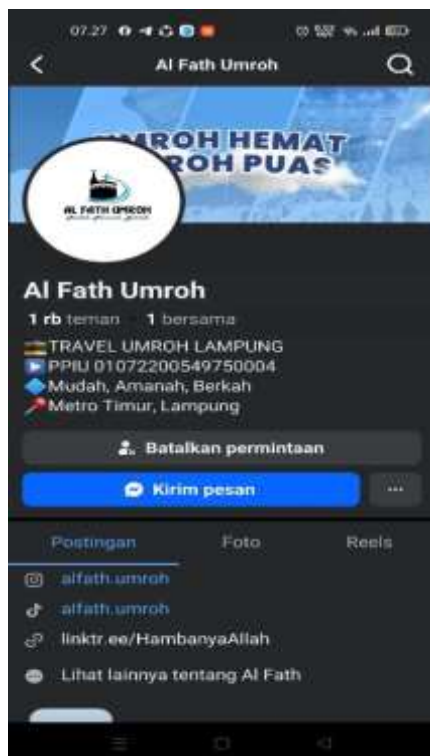 07.27
Al Fath Umroh
UMROH HEMAT
UMROH PUAS
AL FATH UMROH
Al Fath Umroh
1 rb teman 1 bersama
TRAVEL UMROH LAMPUNG
PPIU 01072200549750004
Mudah, Amanah, Berkah
Metro Timur, Lampung
Batalkan permintaan
Kirim pesan
Postingan Foto Reels
alfath.umroh
alfath.umroh
linktr.ee/HambanyaAllah
Lihat lainnya tentang Al Fath